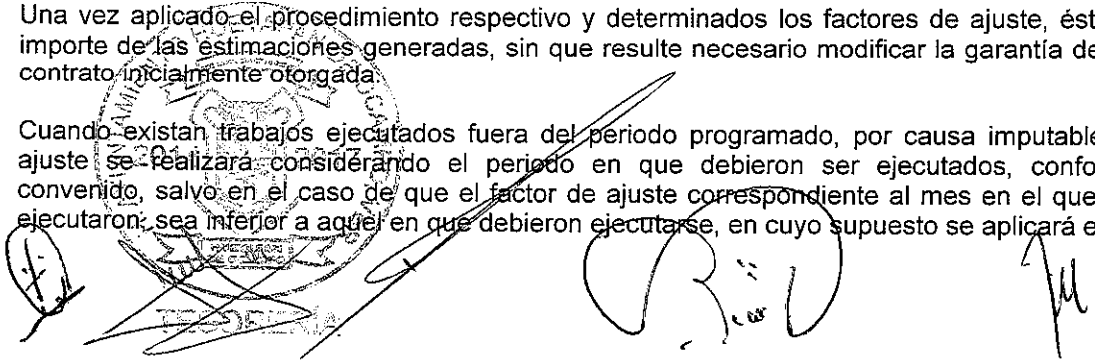 Una vez aplicado el procedimiento respectivo y determinados los factores de ajuste, ést
importe de las estimaciones generadas, sin que resulte necesario modificar la garantía de
contrato inicialmente otorgada.
Cuando existan trabajos ejecutados fuera del periodo programado, por causa imputable
ajuste se realizará considerando el periodo en que debieron ser ejecutados, confo
convenido, salvo en el caso de que el factor de ajuste correspondiente al mes en el que
ejecutaron, sea inferior a aquel en que debieron ejecutarse, en cuyo supuesto se aplicará e
TESORERIA